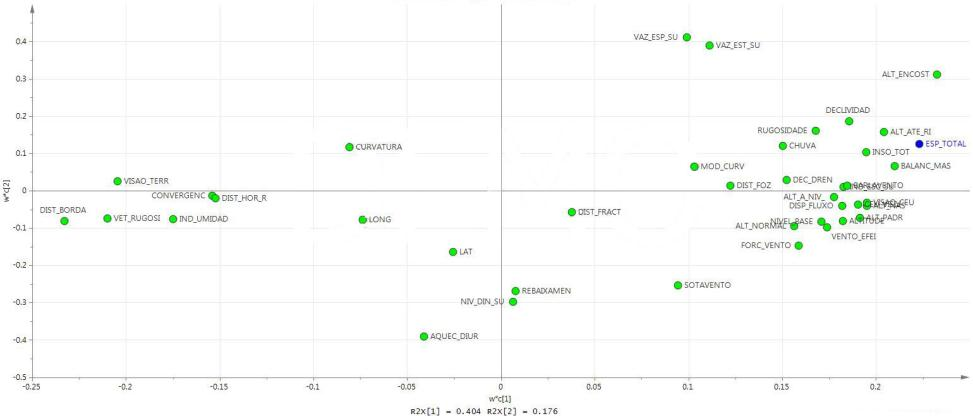 0.4
0.3
0.2
0.1
0
-0.1
-0.2
-0.3
-0.4
-0.5
w*c[2]
VAZ_ESP_SU
VAZ_EST_SU
ALT_ENCOST
DECLIVIDAD
RUGOSIDADE
ALT_ATE_RI
CHUVA
ESP_TOTAL
CURVATURA
INSO_TOT
MOD_CURV
BALANC_MAS
VISAO_TERR
DEC_DREN
DIST_FOZ
BARLAVENTO
CONVERGENC
DIST_HOR_R
ALT_A_NIV_
VISAO_CEU
DIST_BORDA
DISP_FLUXO
DIST_FRACT
VET_RUGOSI
IND_UMIDAD
LONG
NIVEL_BASE
ALT_PADR
ALTITUDE
ALT_NORMAL
VENTO_EFEI
FORC_VENTO
LAT
SOTAVENTO
REBAIXAMEN
NIV_DIN_SU
AQUEC_DIUR
-0.25 -0.2 -0.15 -0.1 -0.05 0 0.05 0.1 0.15 0.2
w*c[1]
R2X[1] = 0.404 R2X[2] = 0.176